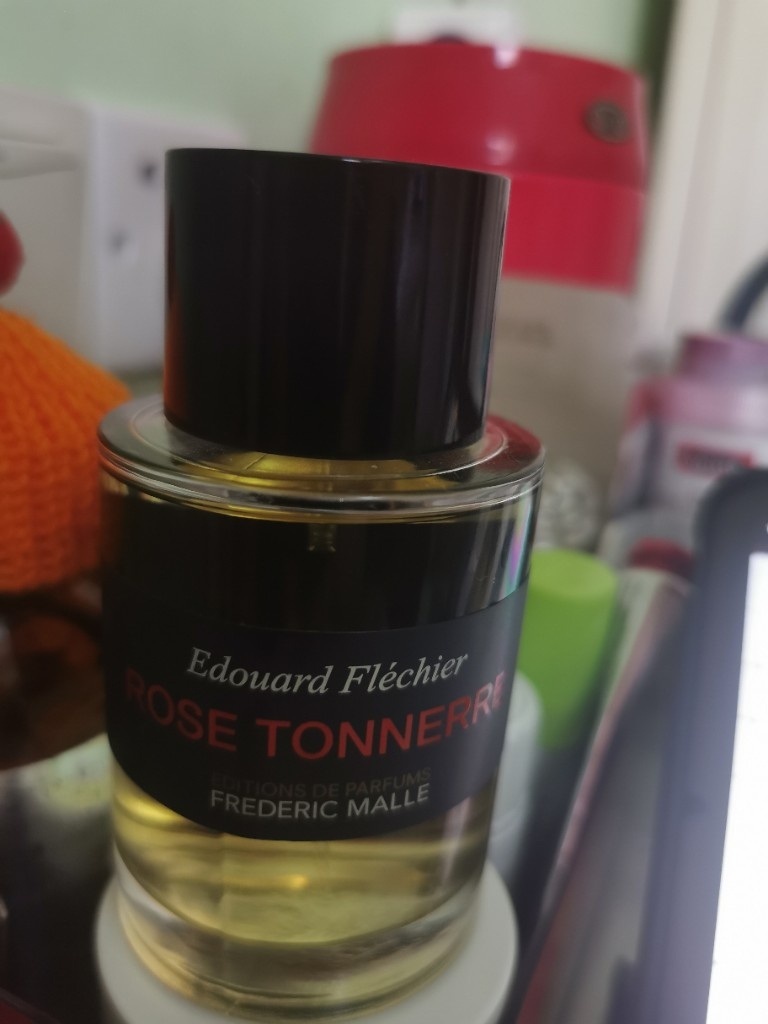 Edouard Fléchier
ROSE TONNERRE
EDITIONS DE PARFUMS
FREDERIC MALLE